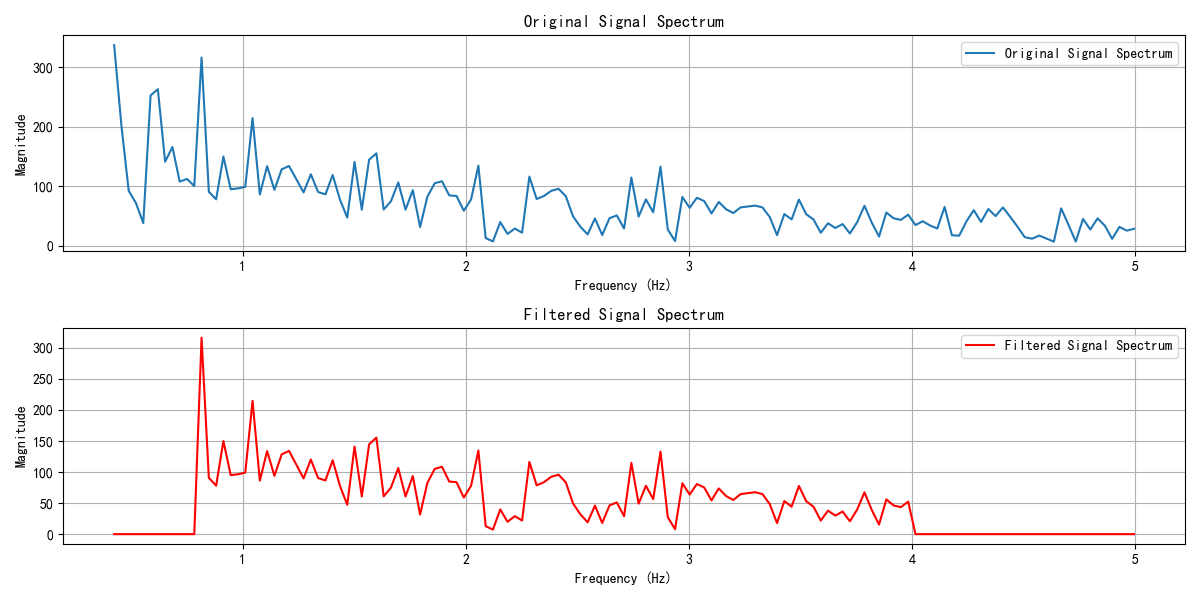 Original Signal Spectrum
Original Signal Spectrum
Magnitude
300
200
100
0
1 2 3 4 5
Frequency (Hz)
Filtered Signal Spectrum
Filtered Signal Spectrum
Magnitude
300
250
200
150
100
50
0
1 2 3 4 5
Frequency (Hz)